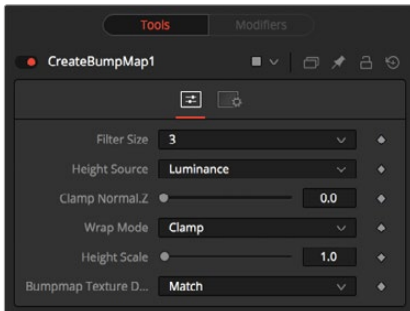 Tools Modifiers
CreateBumpMap1
Filter Size 3
Height Source Luminance
Clamp Normal.Z 0.0
Wrap Mode Clamp
Height Scale 1.0
Bumpmap Texture D... Match